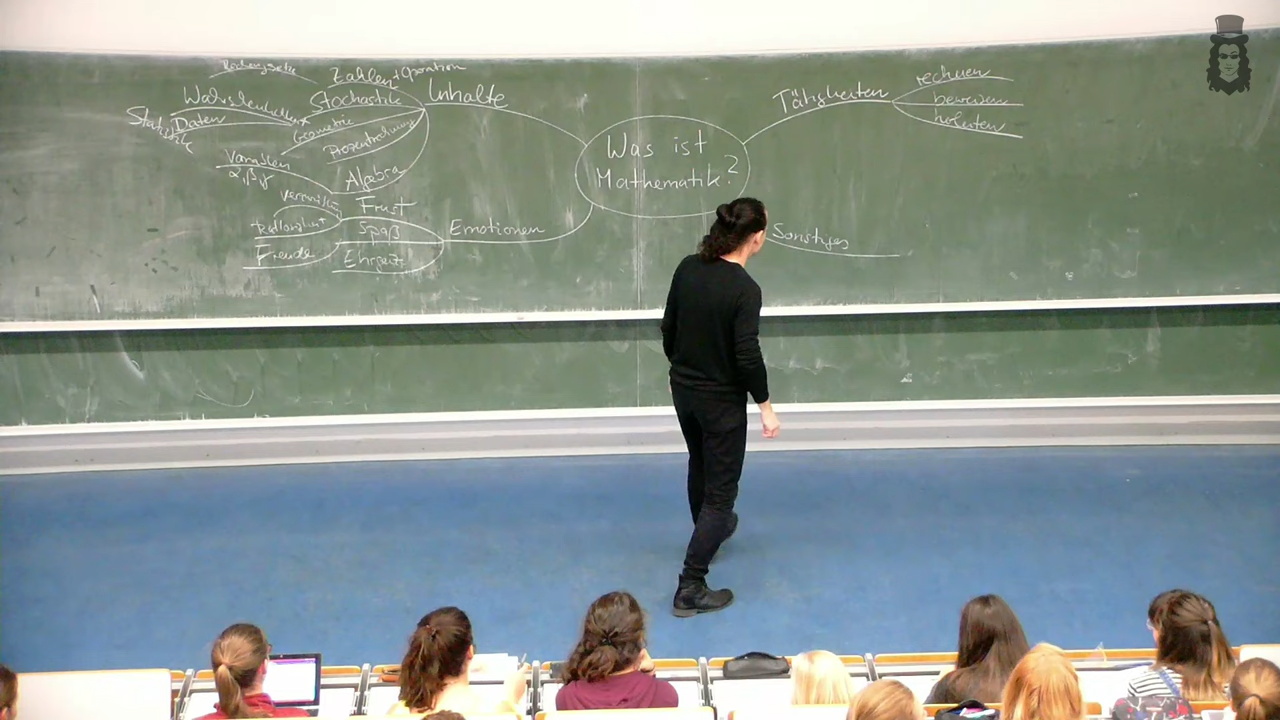 Was ist
Mathematik?
Inhalte
Zahlen + Operation
Stochastik
Wahrscheinlichkeit
Daten
Statistik
Geometrie
Prozentrechnung
Algebra
Variablen
α, β, γ
Emotionen
Frust
Spaß
Ehrgeiz
Freude
Tätigkeiten
rechnen
beweisen
Sonstiges